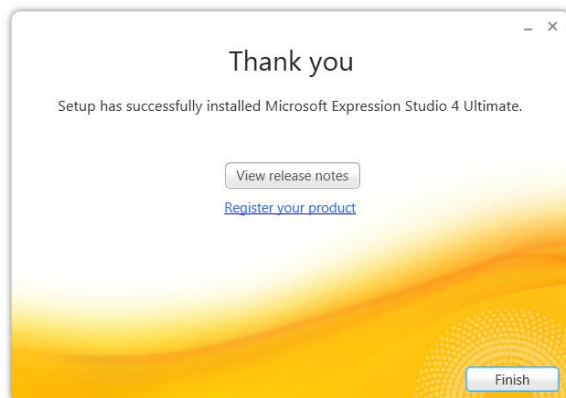 Thank you
Setup has successfully installed Microsoft Expression Studio 4 Ultimate.
View release notes
Register your product
Finish